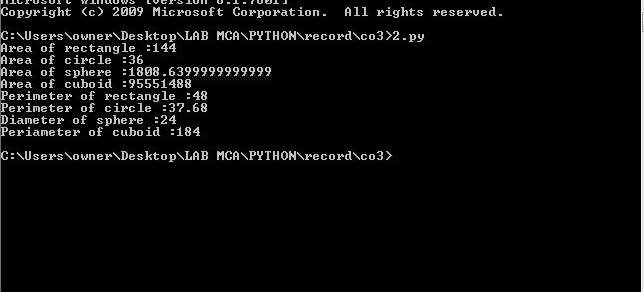 Microsoft Windows [Version 6.1.7601]
Copyright (c) 2009 Microsoft Corporation.  All rights reserved.
C:\Users\owner\Desktop\LAB MCA\PYTHON\record\co3>2.py
Area of rectangle :144
Area of circle :36
Area of sphere :1808.6399999999999
Area of cuboid :95551488
Perimeter of rectangle :48
Perimeter of circle :37.68
Diameter of sphere :24
Periameter of cuboid :184
C:\Users\owner\Desktop\LAB MCA\PYTHON\record\co3>